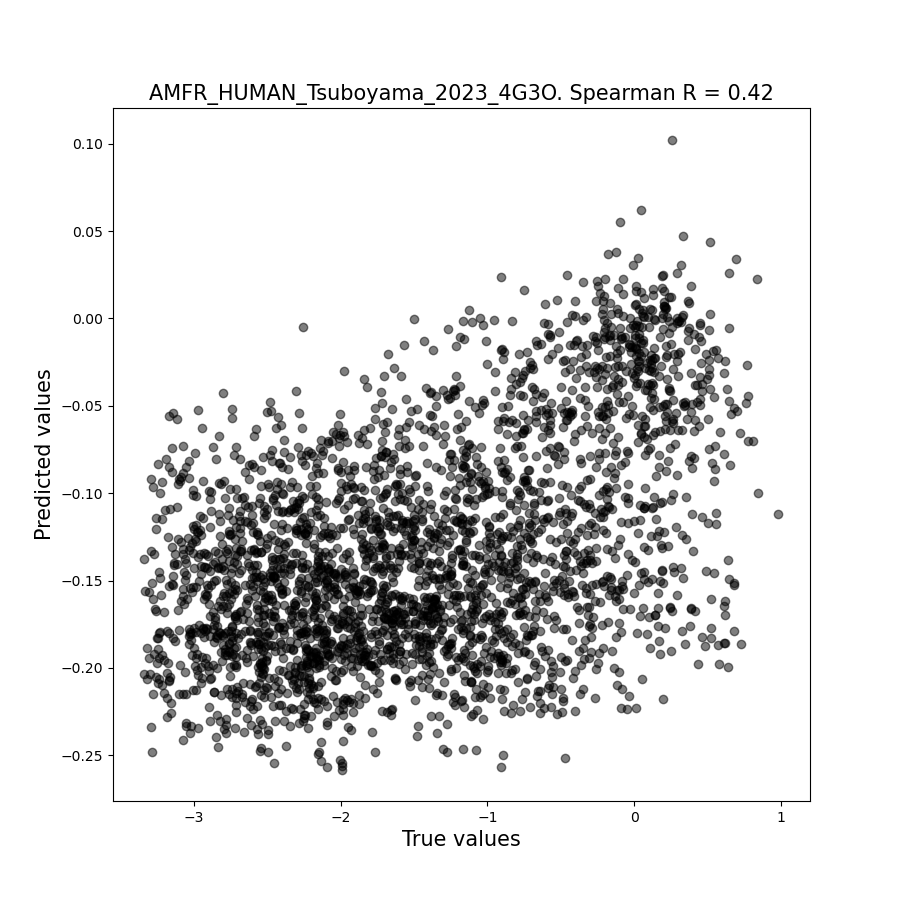 AMFR_HUMAN_Tsuboyama_2023_4G3O. Spearman R = 0.42
Predicted values
0.10
0.05
0.00
−0.05
−0.10
−0.15
−0.20
−0.25
−3 −2 −1 0 1
True values